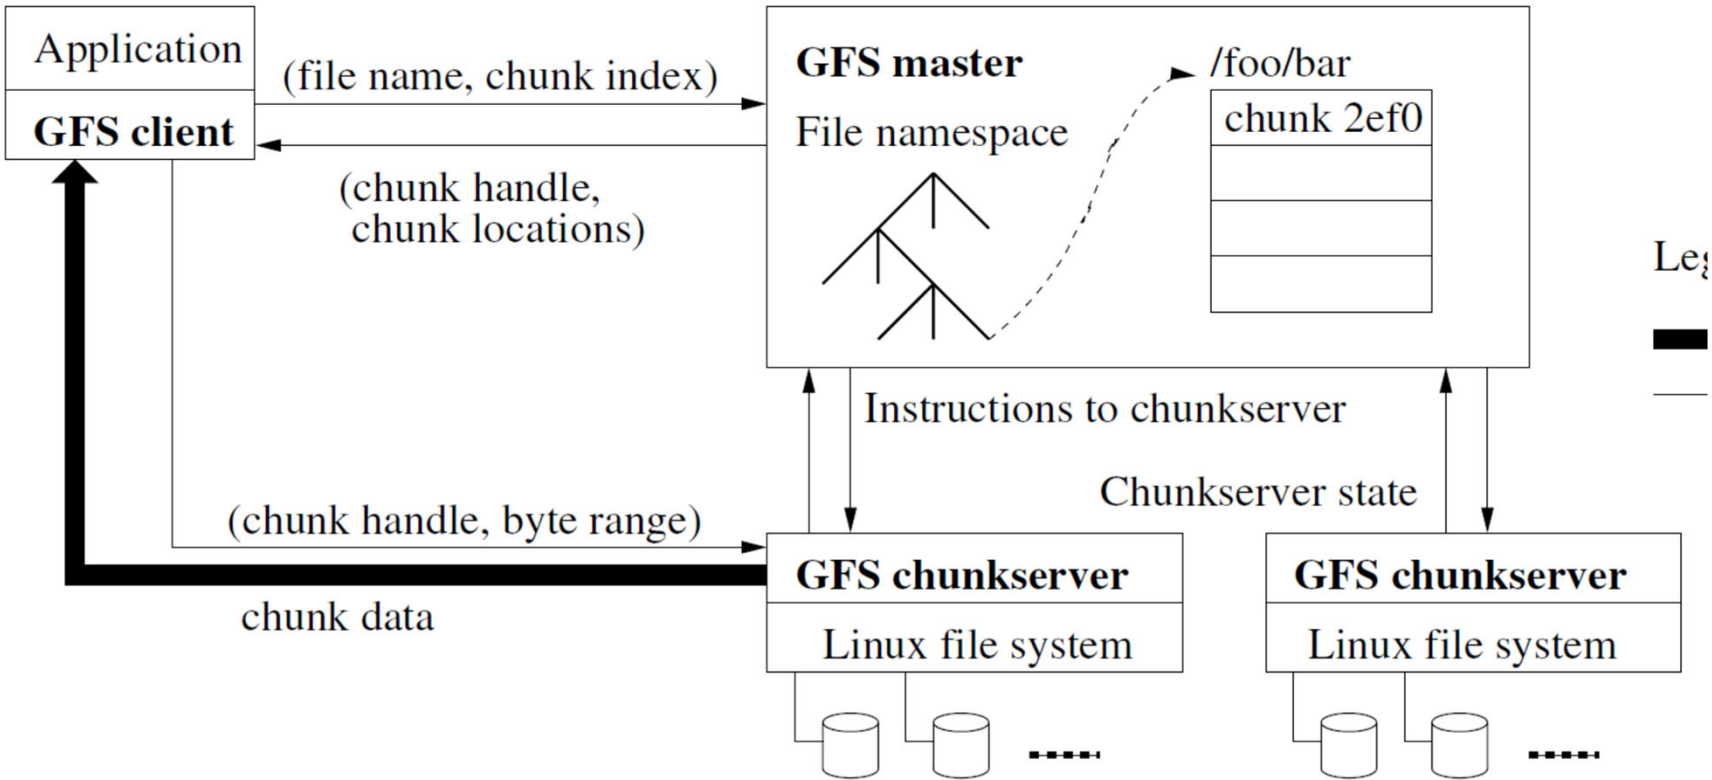 Application
GFS client
(file name, chunk index)
(chunk handle,
chunk locations)
GFS master
File namespace
/foo/bar
chunk 2ef0
Instructions to chunkserver
Chunkserver state
(chunk handle, byte range)
chunk data
GFS chunkserver
Linux file system
GFS chunkserver
Linux file system